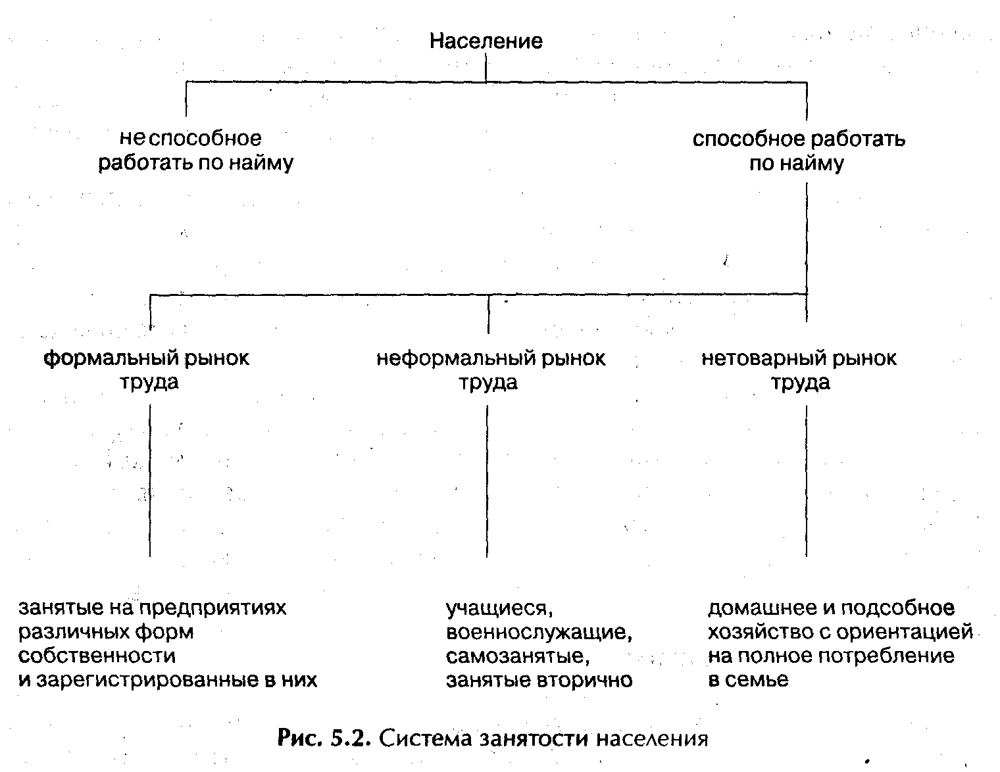 Население
не способное
работать по найму
способное работать
по найму
формальный рынок
труда
неформальный рынок
труда
нетоварный рынок
труда
занятые на предприятиях
различных форм
собственности
и зарегистрированные в них
учащиеся,
военнослужащие,
самозанятые,
занятые вторично
домашнее и подсобное
хозяйство с ориентацией
на полное потребление
в семье
Рис. 5.2. Система занятости населения